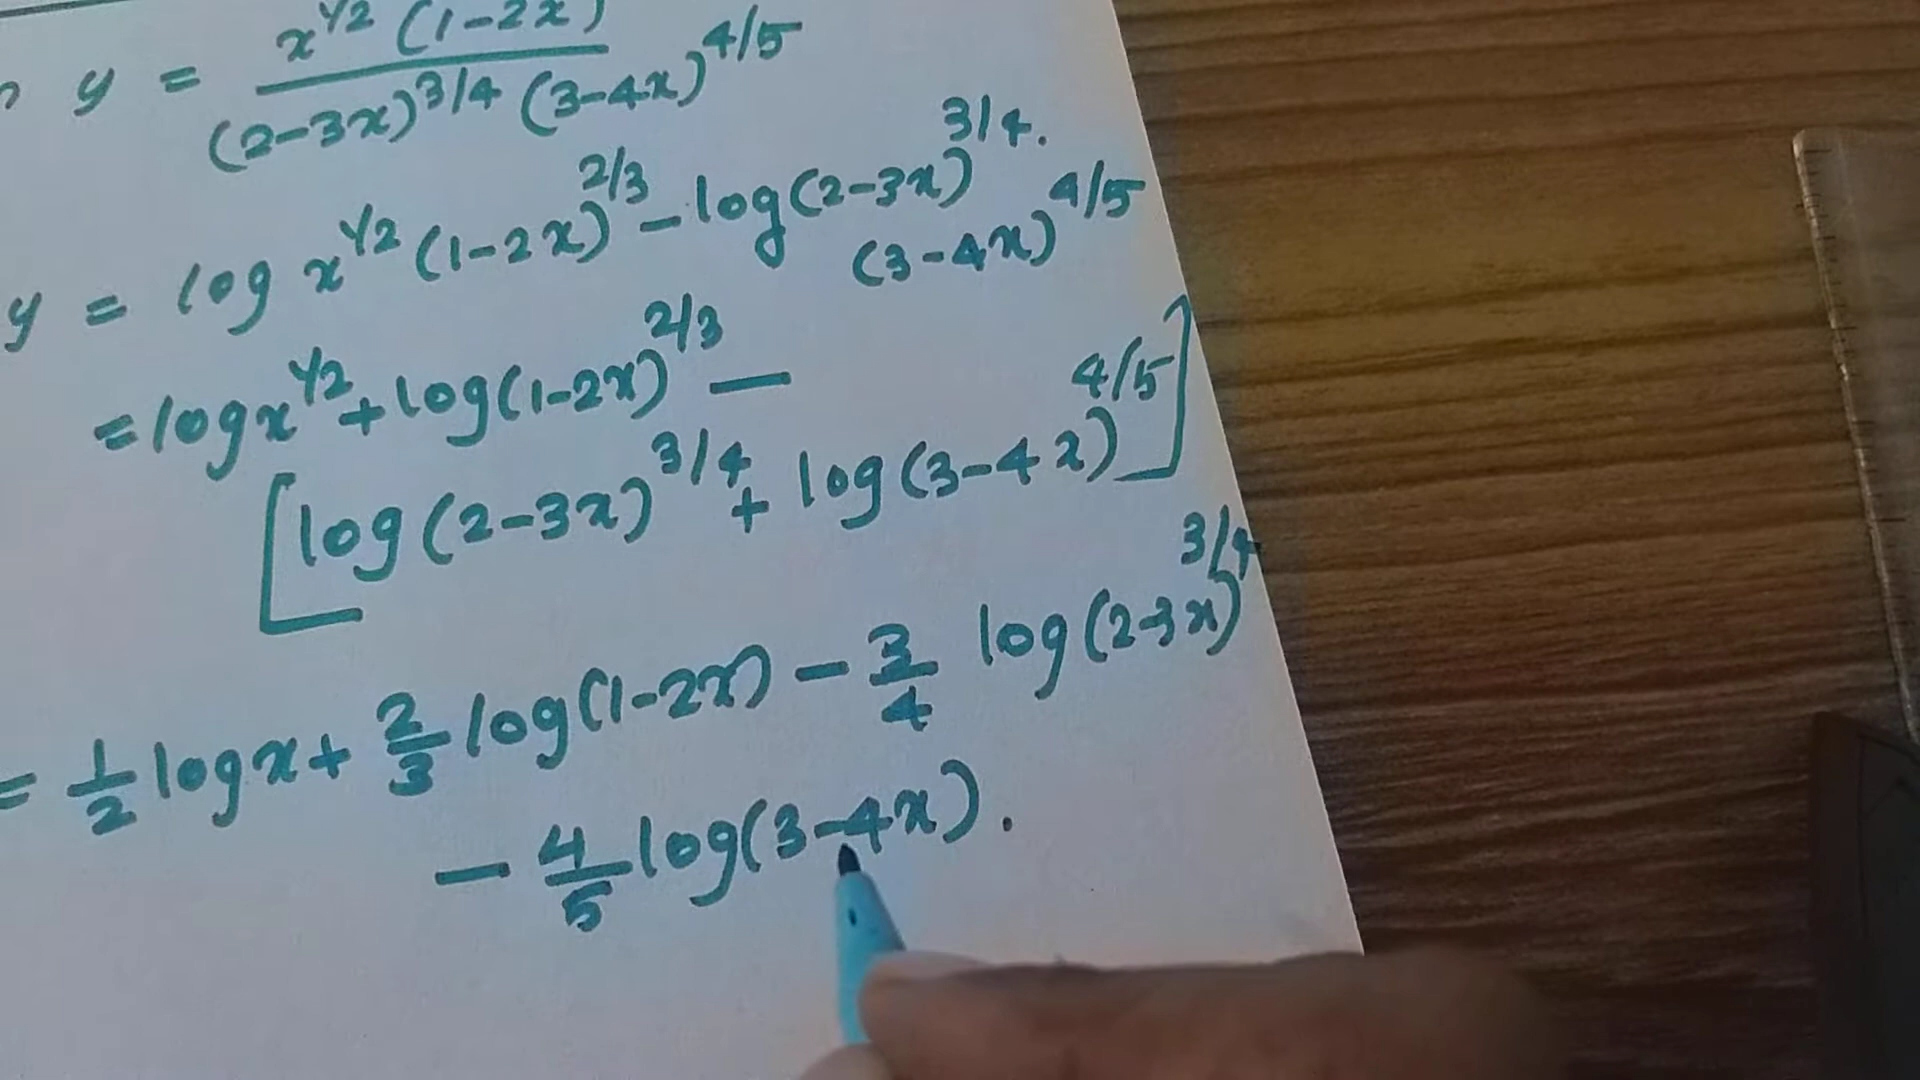 y = x^1/2 (1-2x) / (2-3x)^3/4 (3-4x)^4/5
y = log x^1/2 (1-2x)^2/3 - log(2-3x)^3/4.
(3-4x)^4/5
= log x^1/2 + log(1-2x)^2/3 -
[log(2-3x)^3/4 + log(3-4x)^4/5]
= 1/2 log x + 2/3 log(1-2x) - 3/4 log(2-3x)^3/4
- 4/5 log(3-4x).